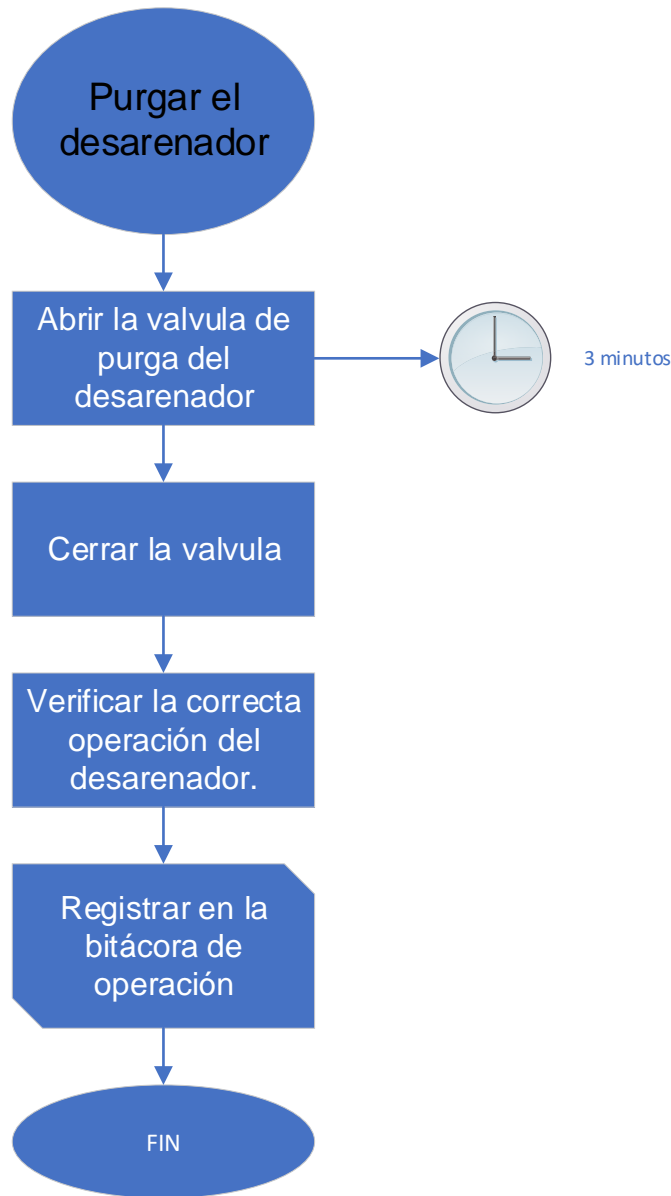 Purgar el
desarenador
Abrir la valvula de
purga del
desarenador
3 minutos
Cerrar la valvula
Verificar la correcta
operación del
desarenador.
Registrar en la
bitácora de
operación
FIN